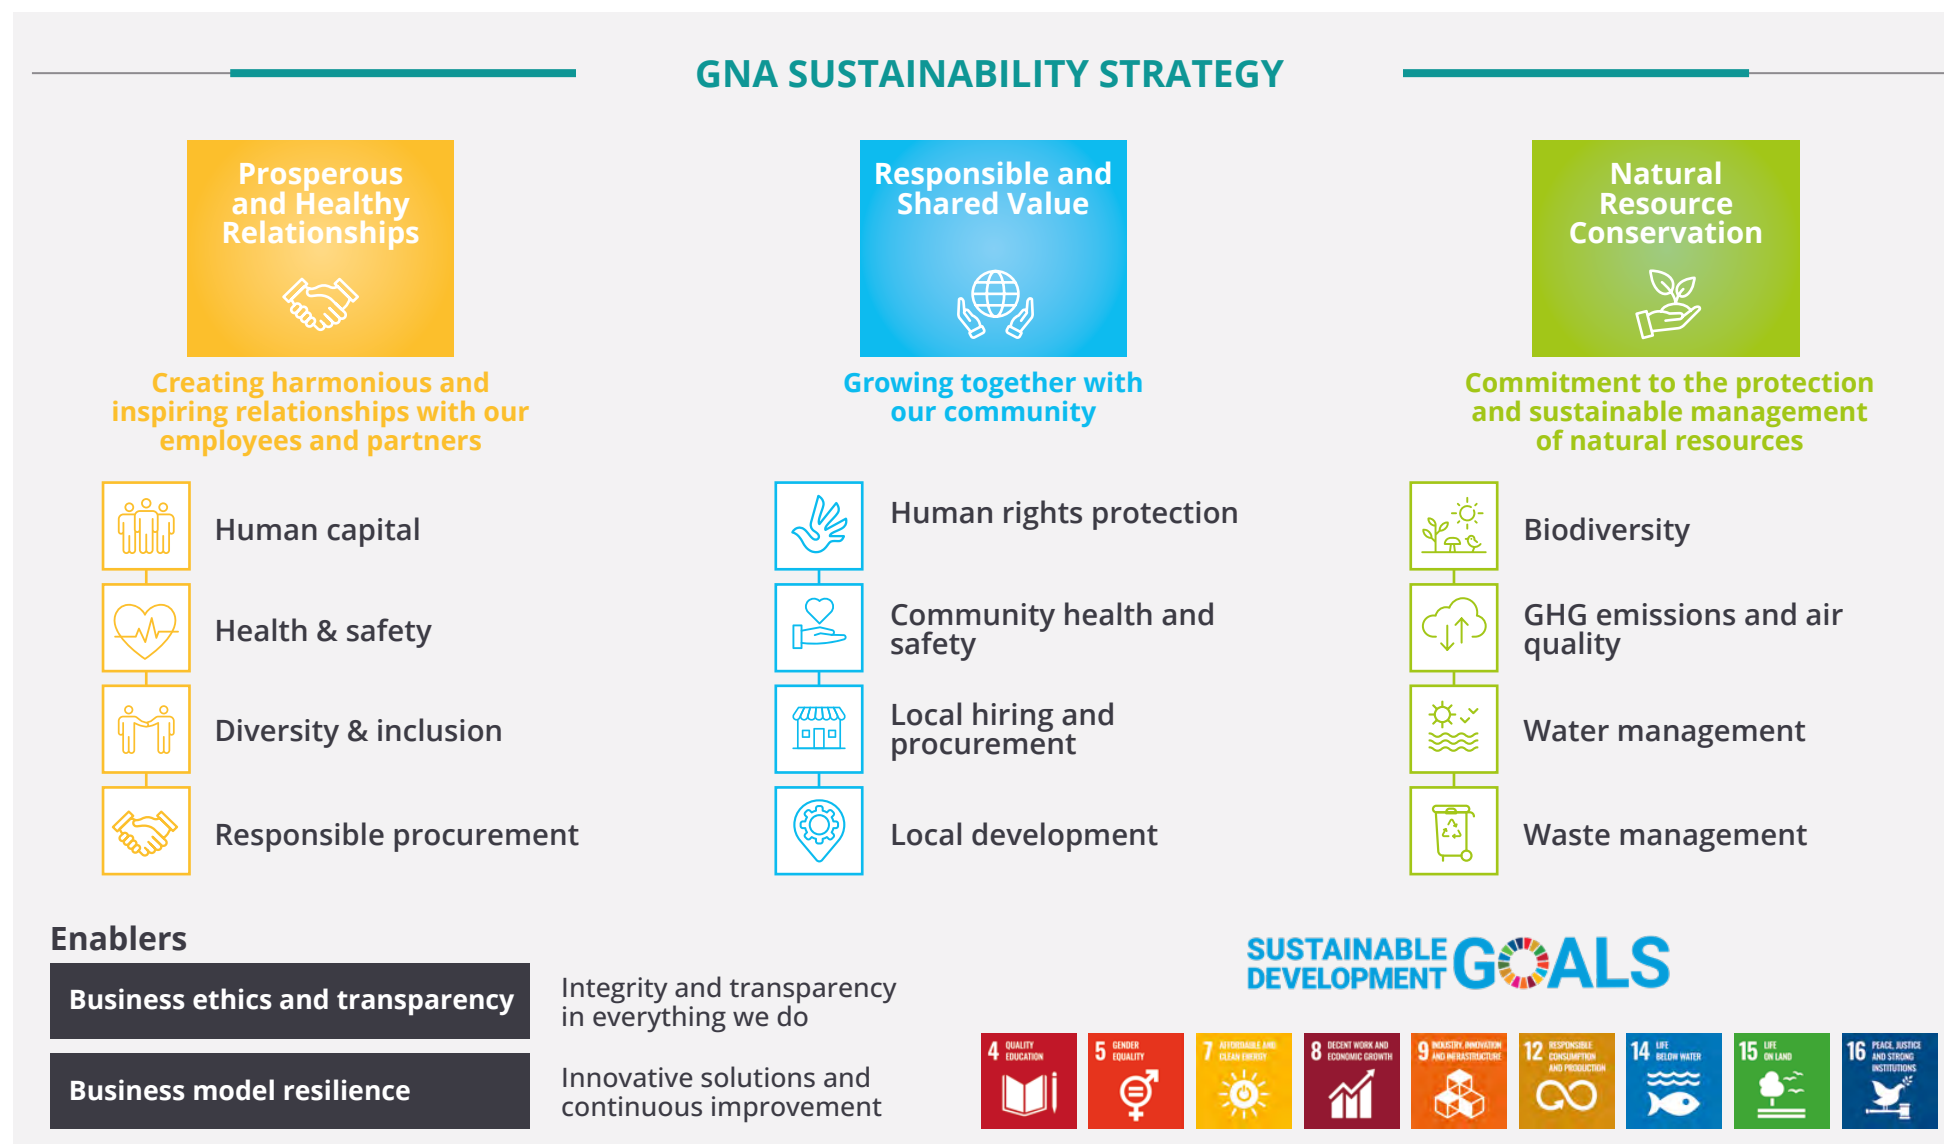 GNA SUSTAINABILITY STRATEGY
Prosperous
and Healthy
Relationships
Creating harmonious and
inspiring relationships with our
employees and partners
Human capital
Health & safety
Diversity & inclusion
Responsible procurement
Responsible and
Shared Value
Growing together with
our community
Human rights protection
Community health and
safety
Local hiring and
procurement
Local development
Natural
Resource
Conservation
Commitment to the protection
and sustainable management
of natural resources
Biodiversity
GHG emissions and air
quality
Water management
Waste management
Enablers
Business ethics and transparency
Integrity and transparency
in everything we do
Business model resilience
Innovative solutions and
continuous improvement
SUSTAINABLE
DEVELOPMENT
GOALS
4 QUALITY
EDUCATION
5 GENDER
EQUALITY
7 AFFORDABLE AND
CLEAN ENERGY
8 DECENT WORK AND
ECONOMIC GROWTH
9 INDUSTRY, INNOVATION
AND INFRASTRUCTURE
12 RESPONSIBLE
CONSUMPTION
AND PRODUCTION
14 LIFE
BELOW WATER
15 LIFE
ON LAND
16 PEACE, JUSTICE
AND STRONG
INSTITUTIONS